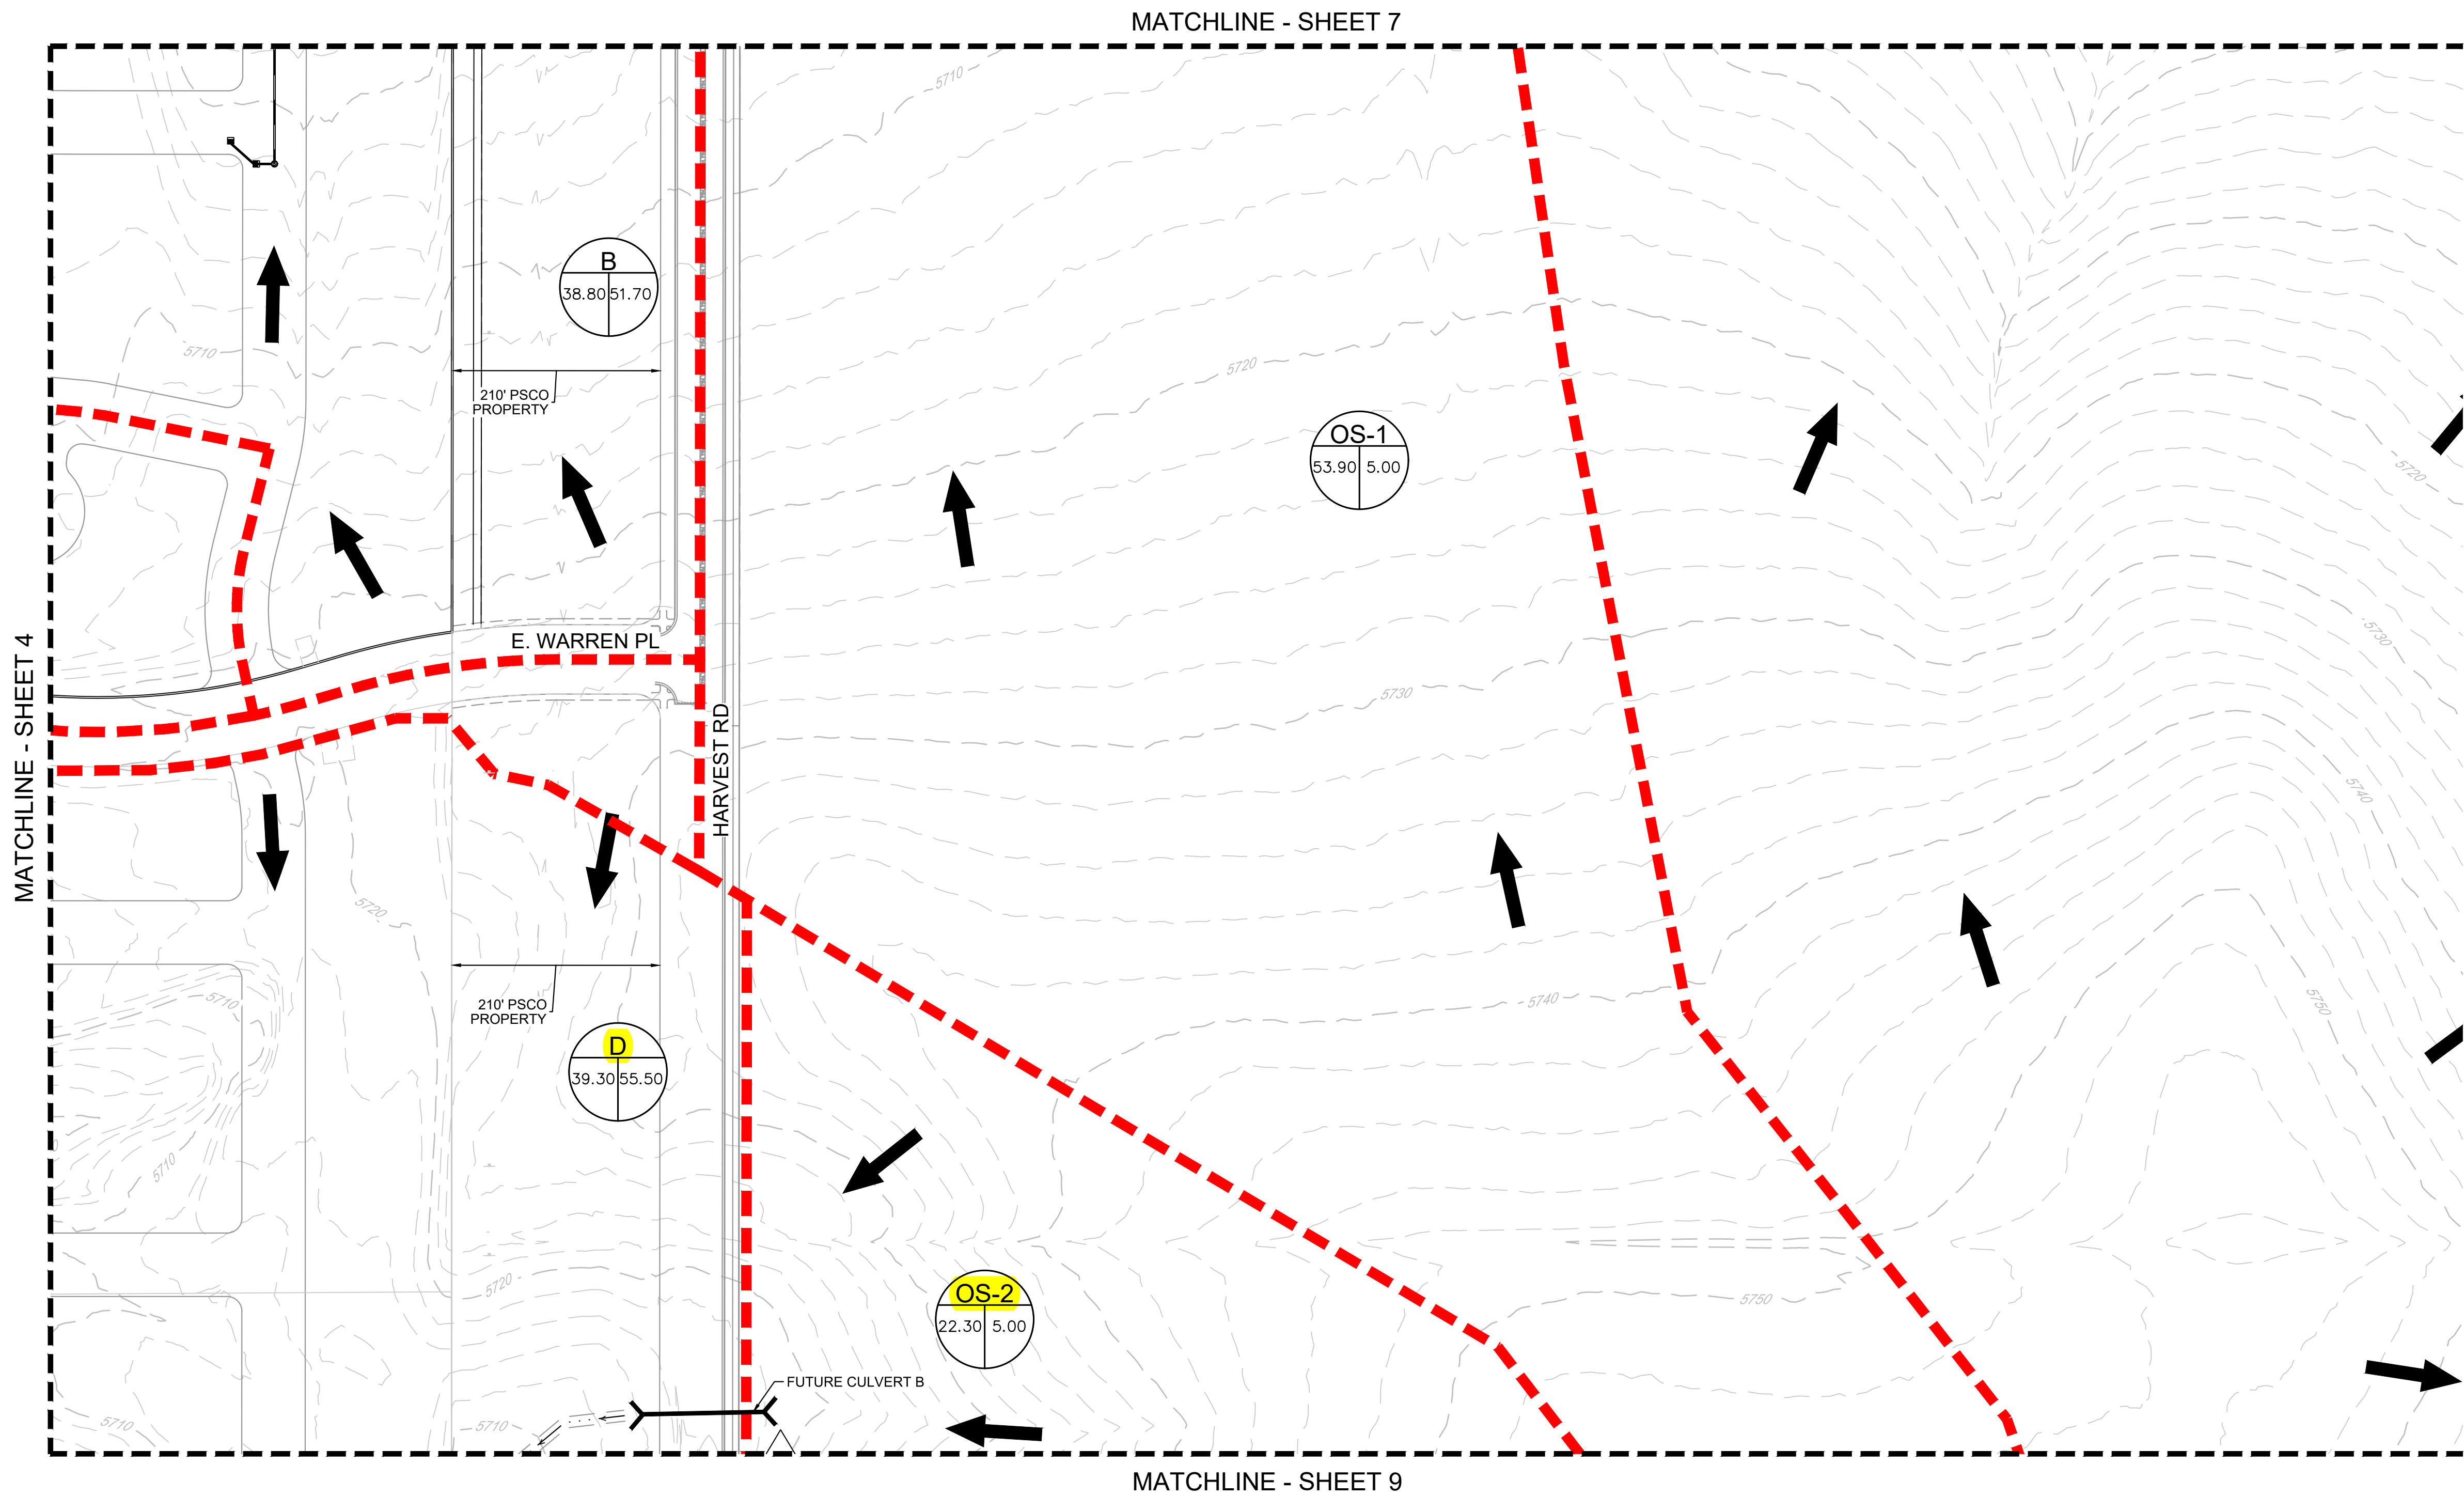 MATCHLINE - SHEET 7
5710
B
38.80 51.70
5710
5720
210' PSCO
PROPERTY
OS-1
53.90 5.00
5720
5730
E. WARREN PL
MATCHLINE - SHEET 4
HARVEST RD
5730
5740
5720
5710
5740
5750
210' PSCO
PROPERTY
D
39.30 55.50
5710
5720
OS-2
22.30 5.00
5750
FUTURE CULVERT B
5710
5710
MATCHLINE - SHEET 9